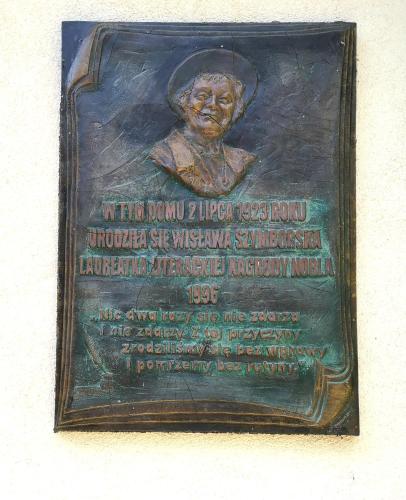 W TYM DOMU 2 LIPCA 1923 ROKU
URODZIŁA SIĘ WISŁAWA SZYMBORSKA
LAUREATKA LITERACKIEJ NAGRODY NOBLA
1996
„Nic dwa razy się nie zdarza
i nie zdarzy. Z tej przyczyny
zrodziliśmy się bez wprawy
i pomrzemy bez rutyny."